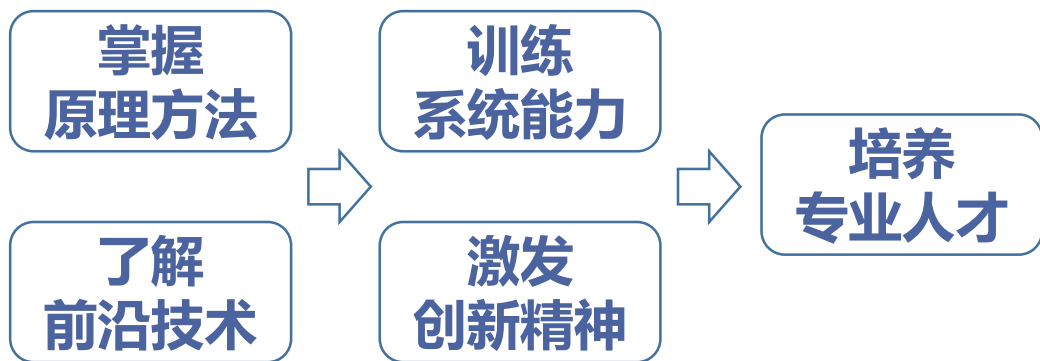 掌握
原理方法
了解
前沿技术
训练
系统能力
激发
创新精神
培养
专业人才